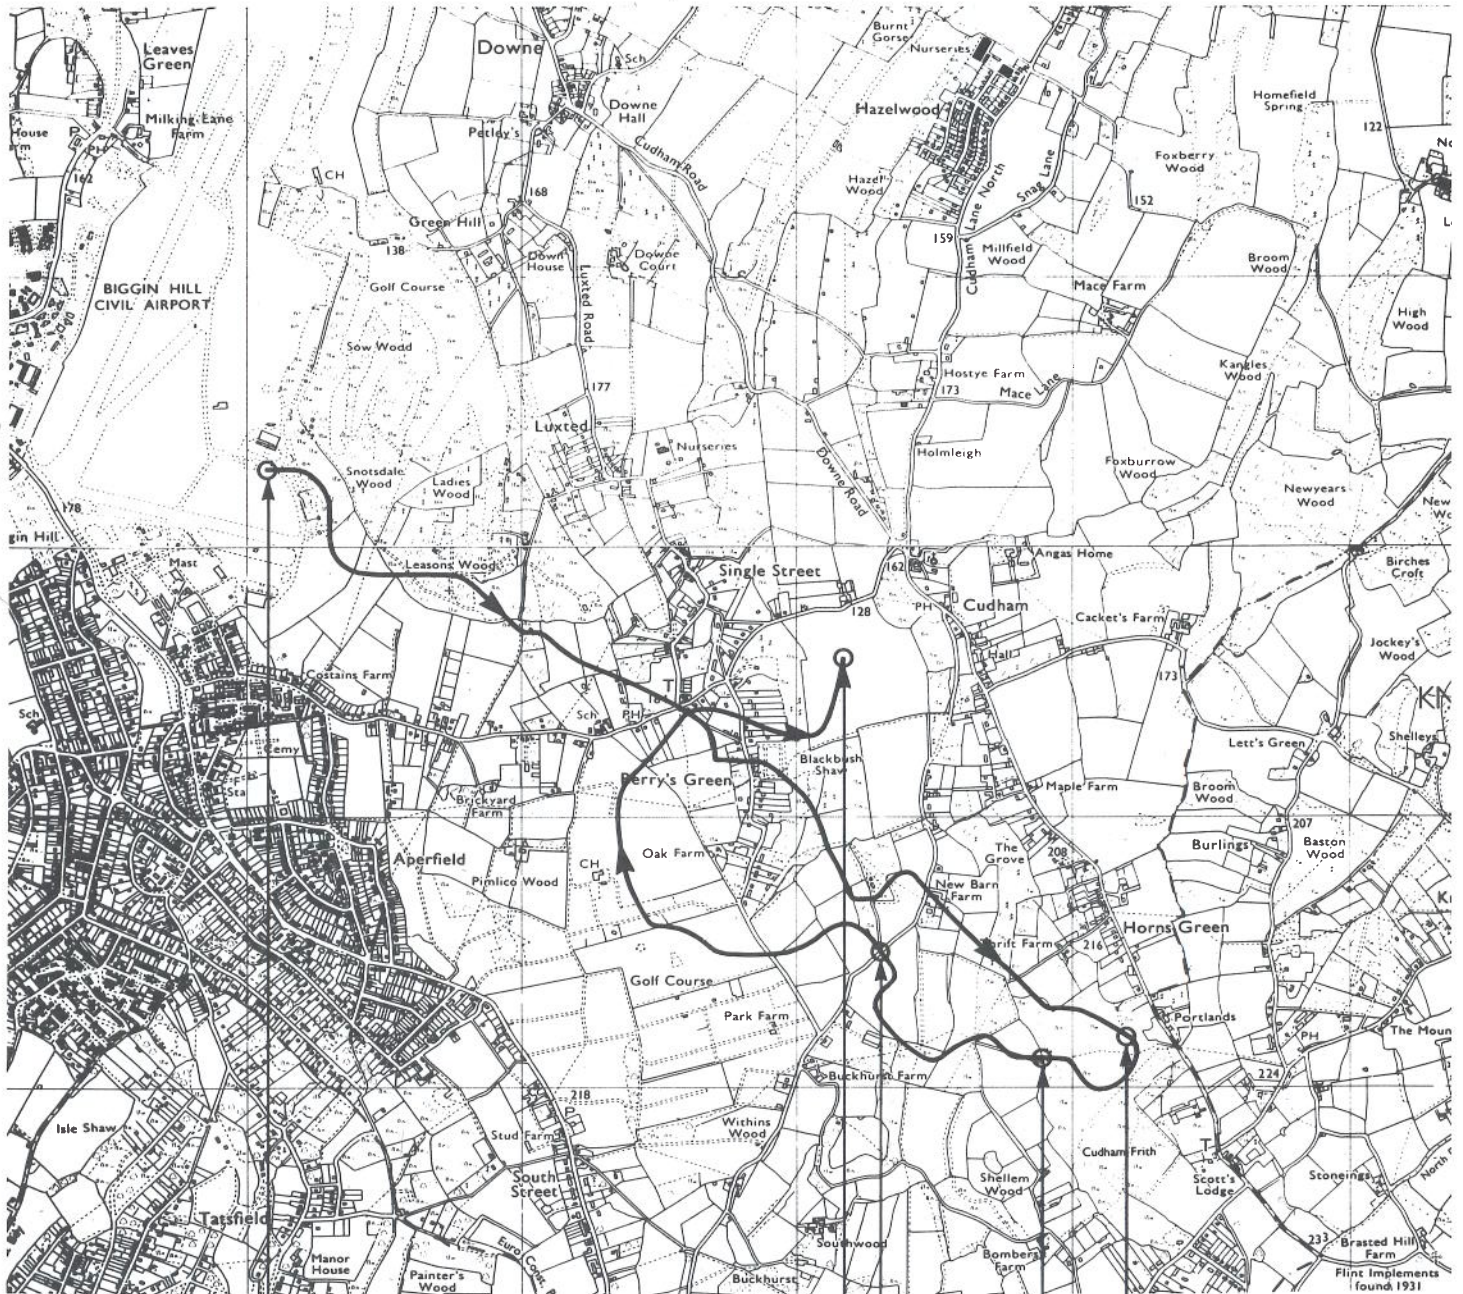 Leaves
Green
Downe
Burnt
Gorse
Nurseries
Sch
Homefield
Spring
House
Milking Lane
Farm
P
PH
Petley's
Downe
Hall
Hazelwood
122
Cudham Road
162
CH
Hazel
Wood
Foxberry
Wood
Snag Lane
168
152
Green Hill
159
Cudham Lane North
138
Down
House
Downe
Court
Millfield
Wood
Broom
Wood
BIGGIN HILL
CIVIL AIRPORT
Golf Course
Luxted Road
Mace Farm
High
Wood
Sow Wood
Kangles
Wood
Hostye Farm
177
173
Mace Lane
Luxted
Nurseries
Holmleigh
Downe Road
Snotsdale
Wood
Ladies
Wood
Foxburrow
Wood
Newyears
Wood
178
gin Hill
Mast
Leasons Wood
Single Street
162
Angas Home
Birches
Croft
128
PH
Cudham
Cacket's Farm
Hall
Jockey's
Wood
Costains Farm
173
T
Sch
Sch
PH
Lett's Green
Shelleys
Cemy
Blackbush
Shaw
Berry's Green
Sta
Brickyard
Farm
Maple Farm
Broom
Wood
207
Aperfield
Oak Farm
The
Grove
208
Burlings
Baston
Wood
CH
Pimlico Wood
New Barn
Farm
Thrift Farm
216
Horns Green
Golf Course
Park Farm
Portlands
PH
The Moun
Buckhurst Farm
224
218
P
Isle Shaw
Stud Farm
Withins
Wood
Cudham Frith
T
South
Street
Shellem
Wood
Scott's
Lodge
Stoneings
Tatsfield
Southwood
233
Brasted Hill
Farm
Manor
House
Painter's
Wood
Buckhurst
Bombers
Farm
Flint Implements
found 1931